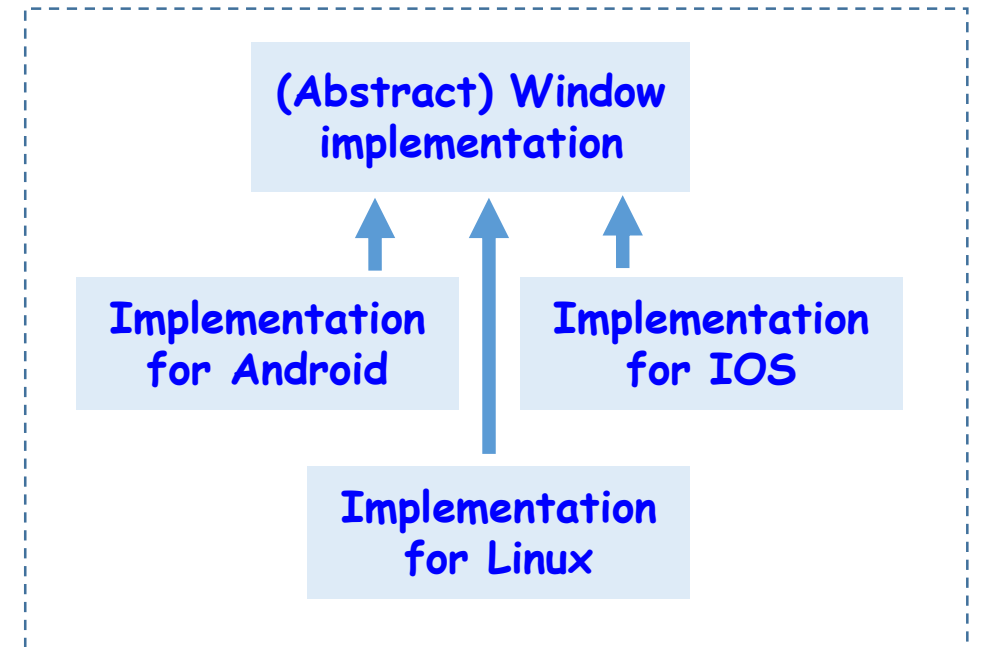 (Abstract) Window
implementation
Implementation
for Android
Implementation
for IOS
Implementation
for Linux